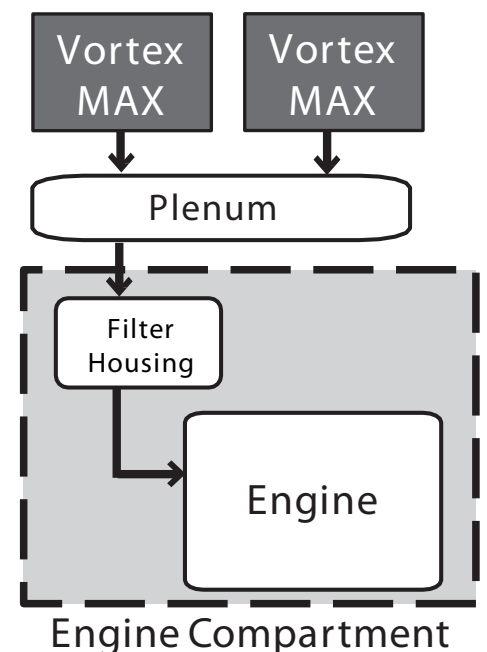 Vortex
MAX
Vortex
MAX
Plenum
Filter
Housing
Engine
Engine Compartment